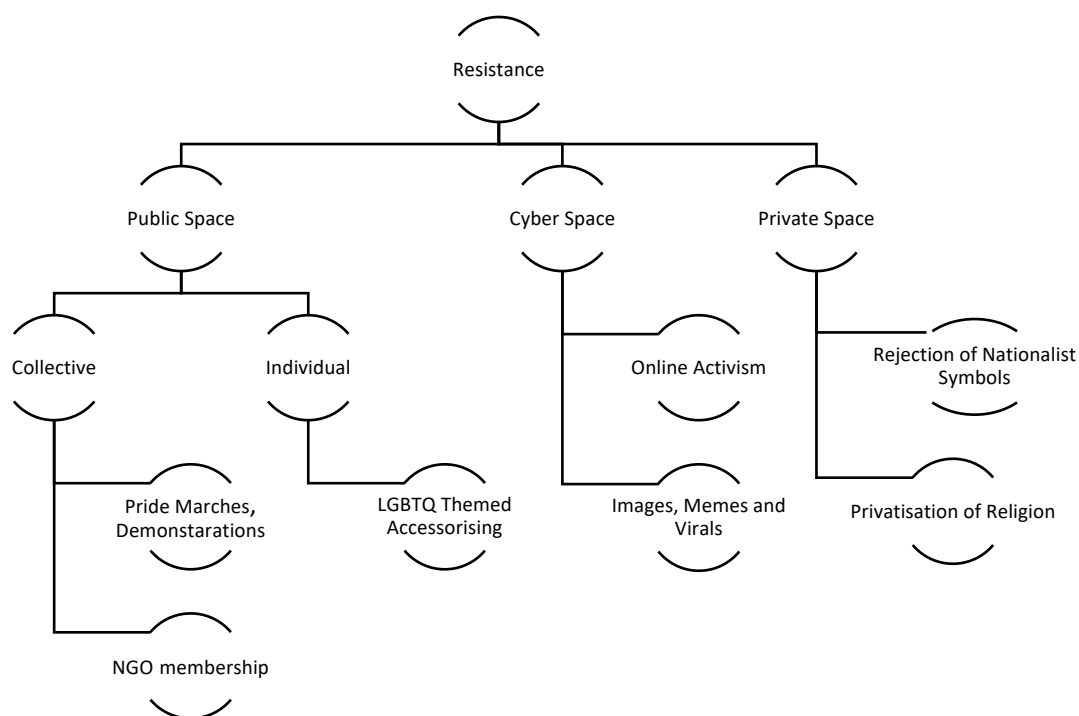 Resistance
Public Space
Cyber Space
Private Space
Collective
Individual
Online Activism
Rejection of Nationalist
Symbols
Pride Marches,
Demonstarations
LGBTQ Themed
Accessorising
Images, Memes and
Virals
Privatisation of Religion
NGO membership